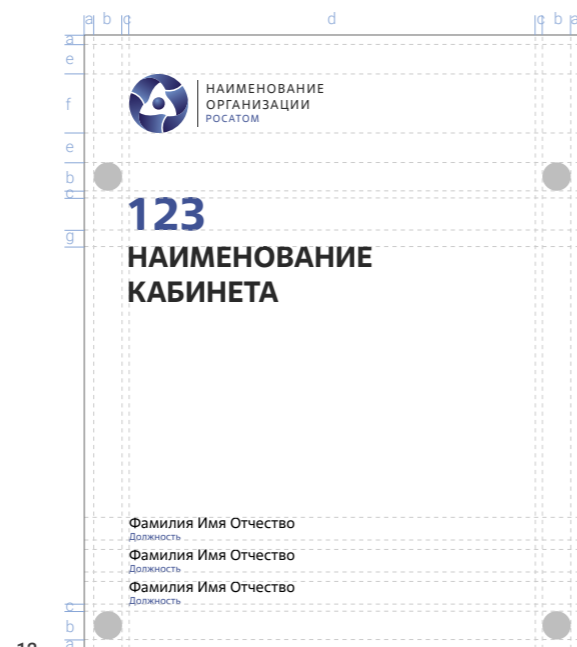 a b c d c b a
a
e
f
e
b
c
g
c
b
a
НАИМЕНОВАНИЕ
ОРГАНИЗАЦИИ
РОСАТОМ
123
НАИМЕНОВАНИЕ
КАБИНЕТА
Фамилия Имя Отчество
Должность
Фамилия Имя Отчество
Должность
Фамилия Имя Отчество
Должность